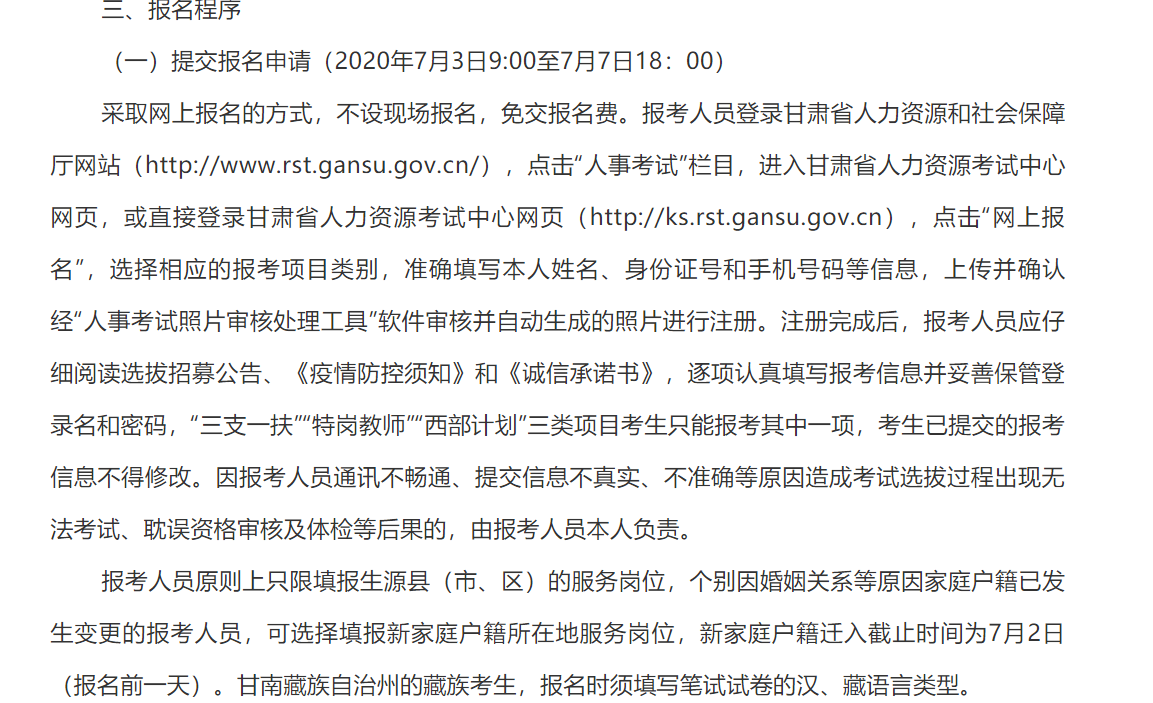 三、报名程序
（一）提交报名申请（2020年7月3日9:00至7月7日18：00）
采取网上报名的方式，不设现场报名，免交报名费。报考人员登录甘肃省人力资源和社会保障
厅网站（http://www.rst.gansu.gov.cn/），点击“人事考试”栏目，进入甘肃省人力资源考试中心
网页，或直接登录甘肃省人力资源考试中心网页（http://ks.rst.gansu.gov.cn），点击“网上报
名”，选择相应的报考项目类别，准确填写本人姓名、身份证号和手机号码等信息，上传并确认
经“人事考试照片审核处理工具”软件审核并自动生成的照片进行注册。注册完成后，报考人员应仔
细阅读选拔招募公告、《疫情防控须知》和《诚信承诺书》，逐项认真填写报考信息并妥善保管登
录名和密码，“三支一扶”“特岗教师”“西部计划”三类项目考生只能报考其中一项，考生已提交的报考
信息不得修改。因报考人员通讯不畅通、提交信息不真实、不准确等原因造成考试选拔过程出现无
法考试、耽误资格审核及体检等后果的，由报考人员本人负责。
报考人员原则上只限填报生源县（市、区）的服务岗位，个别因婚姻关系等原因家庭户籍已发
生变更的报考人员，可选择填报新家庭户籍所在地服务岗位，新家庭户籍迁入截止时间为7月2日
（报名前一天）。甘南藏族自治州的藏族考生，报名时须填写笔试试卷的汉、藏语言类型。